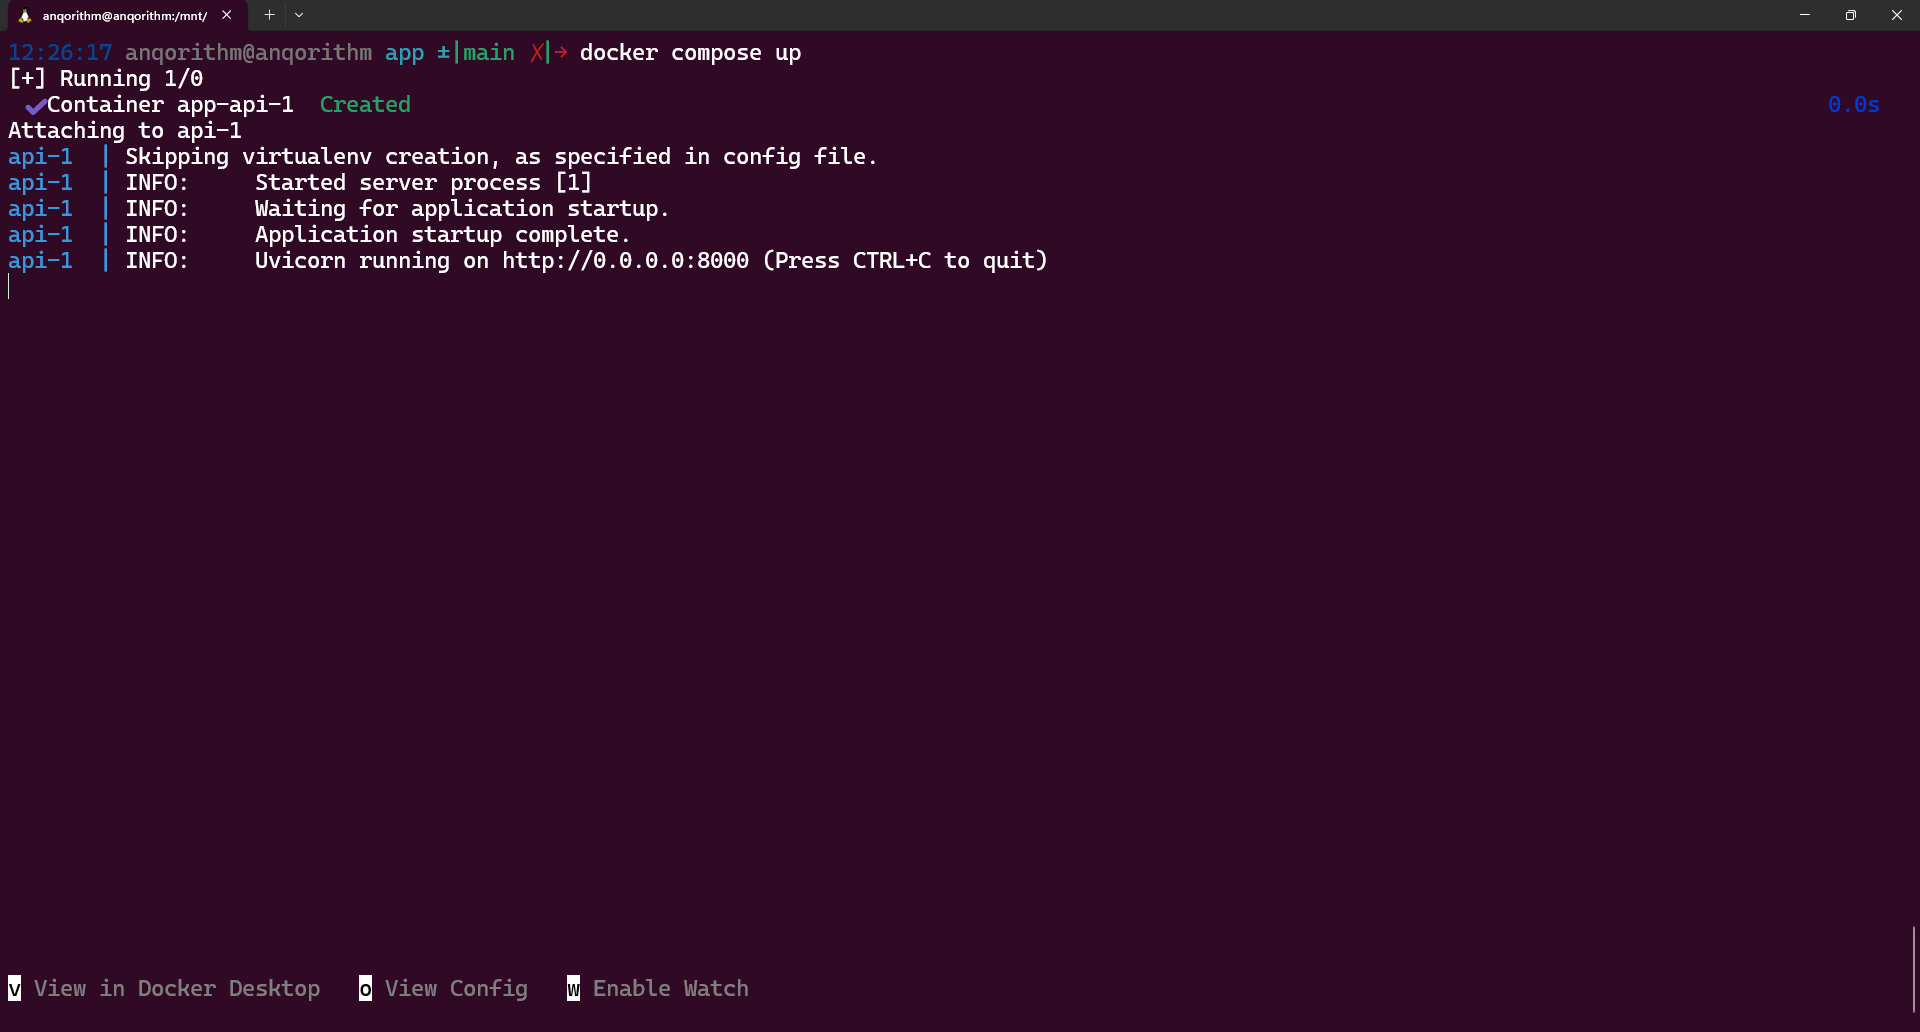 anqorithm@anqorithm:/mnt/
12:26:17 anqorithm@anqorithm app ±|main ✗|→ docker compose up
[+] Running 1/0
✔Container app-api-1  Created 0.0s
Attaching to api-1
api-1  | Skipping virtualenv creation, as specified in config file.
api-1  | INFO:     Started server process [1]
api-1  | INFO:     Waiting for application startup.
api-1  | INFO:     Application startup complete.
api-1  | INFO:     Uvicorn running on http://0.0.0.0:8000 (Press CTRL+C to quit)
v View in Docker Desktop   o View Config   w Enable Watch